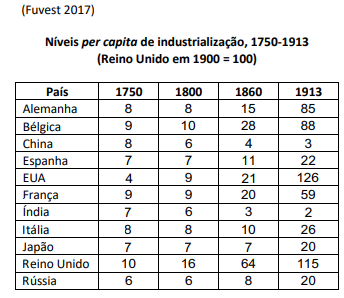 (Fuvest 2017)
Níveis per capita de industrialização, 1750-1913
(Reino Unido em 1900 = 100)
País 1750 1800 1860 1913
Alemanha 8 8 15 85
Bélgica 9 10 28 88
China 8 6 4 3
Espanha 7 7 11 22
EUA 4 9 21 126
França 9 9 20 59
Índia 7 6 3 2
Itália 8 8 10 26
Japão 7 7 7 20
Reino Unido 10 16 64 115
Rússia 6 6 8 20